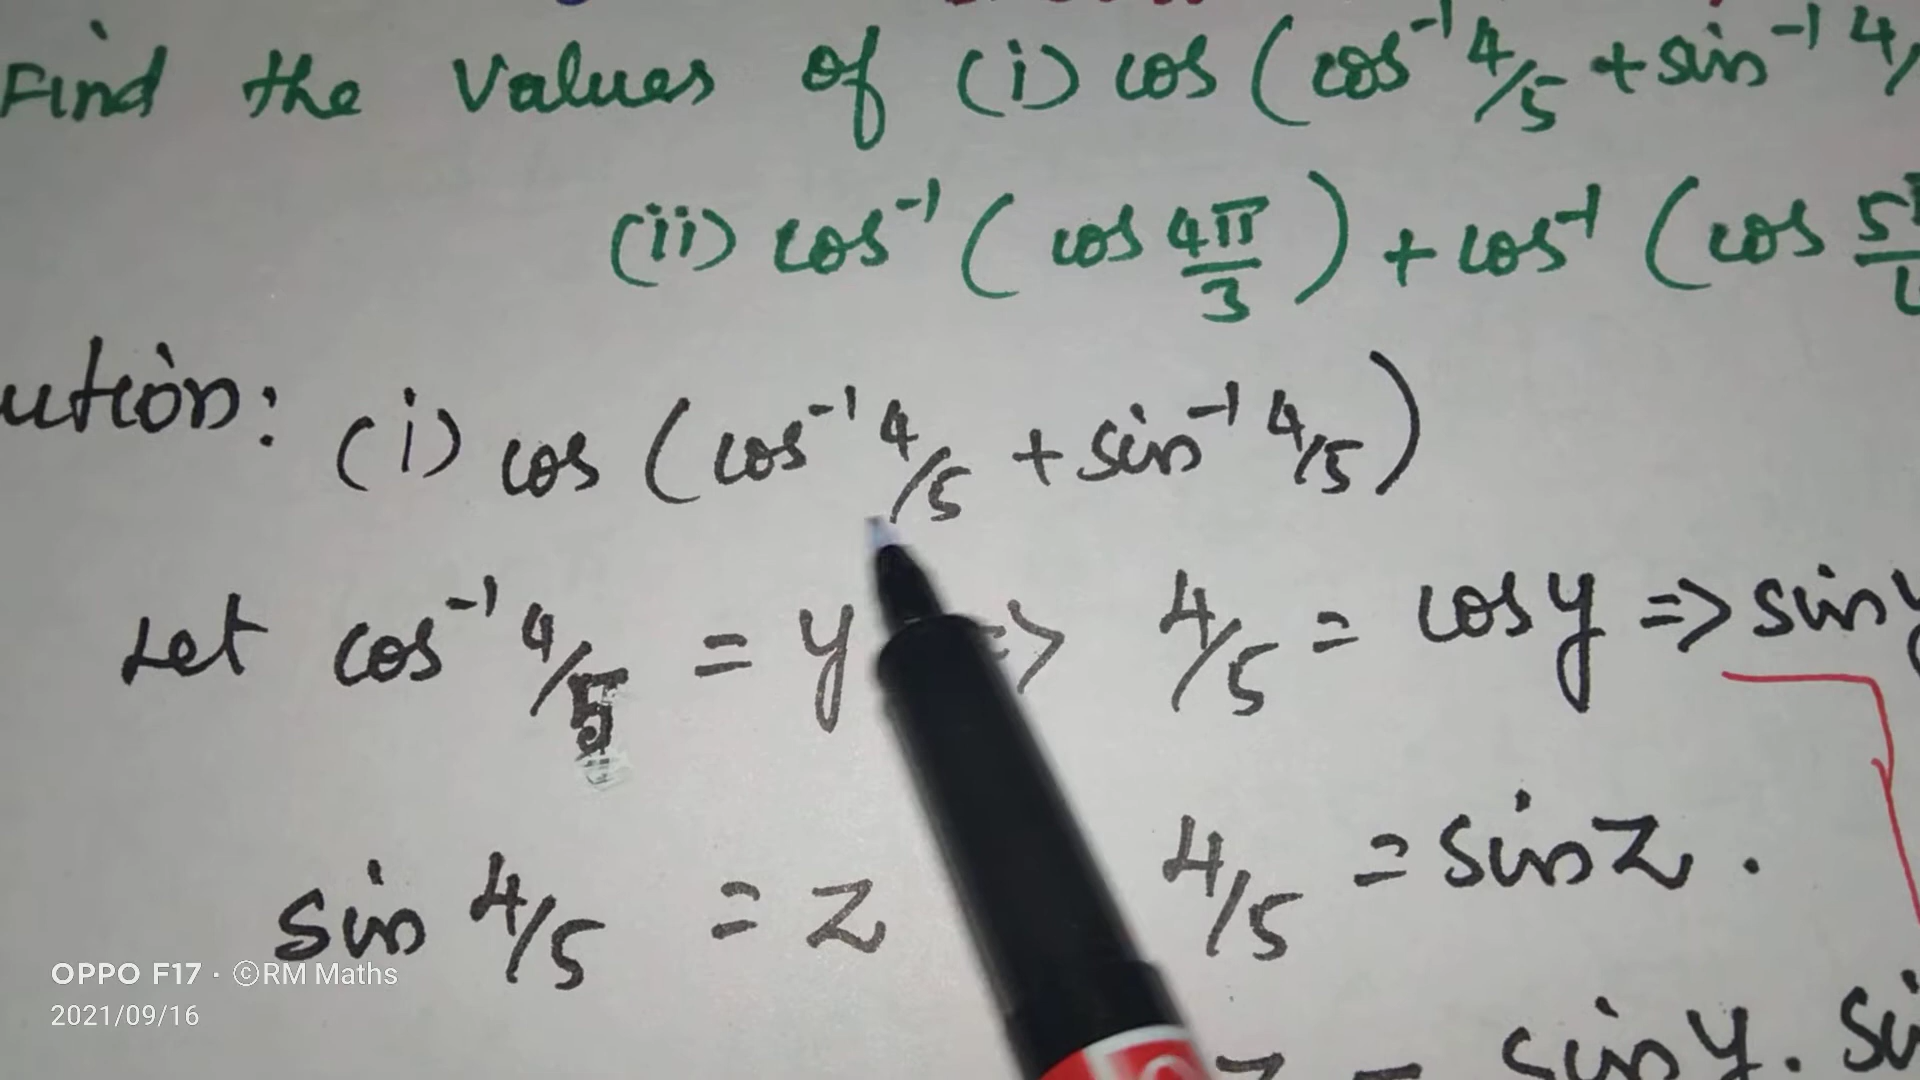 Find the values of (i) cos (cos⁻¹ 4/5 + sin⁻¹ 4/
(ii) cos⁻¹ ( cos 4π/3 ) + cos⁻¹ ( cos 5
ution: (i) cos ( cos⁻¹ 4/5 + sin⁻¹ 4/5 )
Let cos⁻¹ 4/5 = y => 4/5 = cos y => sin y
sin 4/5 = z 4/5 = sin z .
z = sin y . si
OPPO F17 · ©RM Maths
2021/09/16